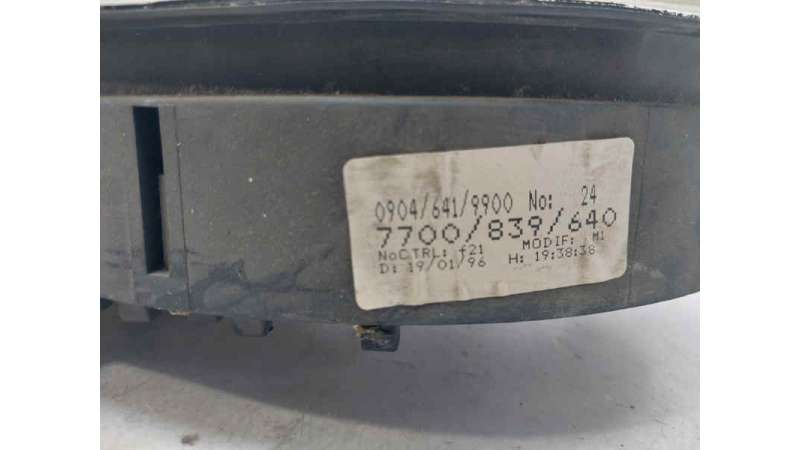 0904/641/9900 No: 24
7700/839/640
NoCTRL: f21 MODIF: M1
D: 19/01/96 H: 19:38:38